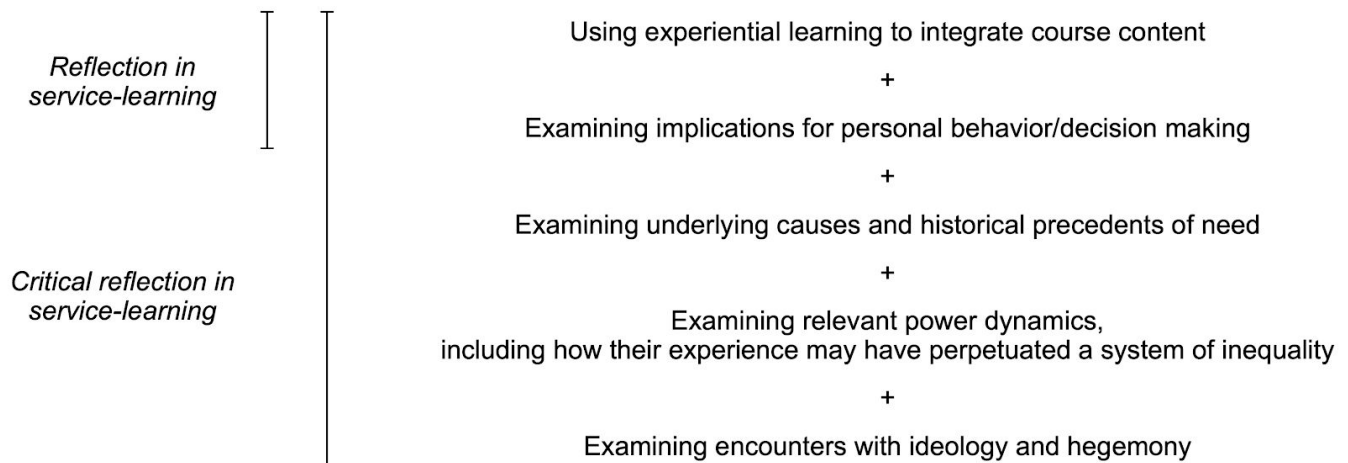 Reflection in
service-learning
Using experiential learning to integrate course content
+
Examining implications for personal behavior/decision making
+
Examining underlying causes and historical precedents of need
+
Critical reflection in
service-learning
Examining relevant power dynamics,
including how their experience may have perpetuated a system of inequality
+
Examining encounters with ideology and hegemony